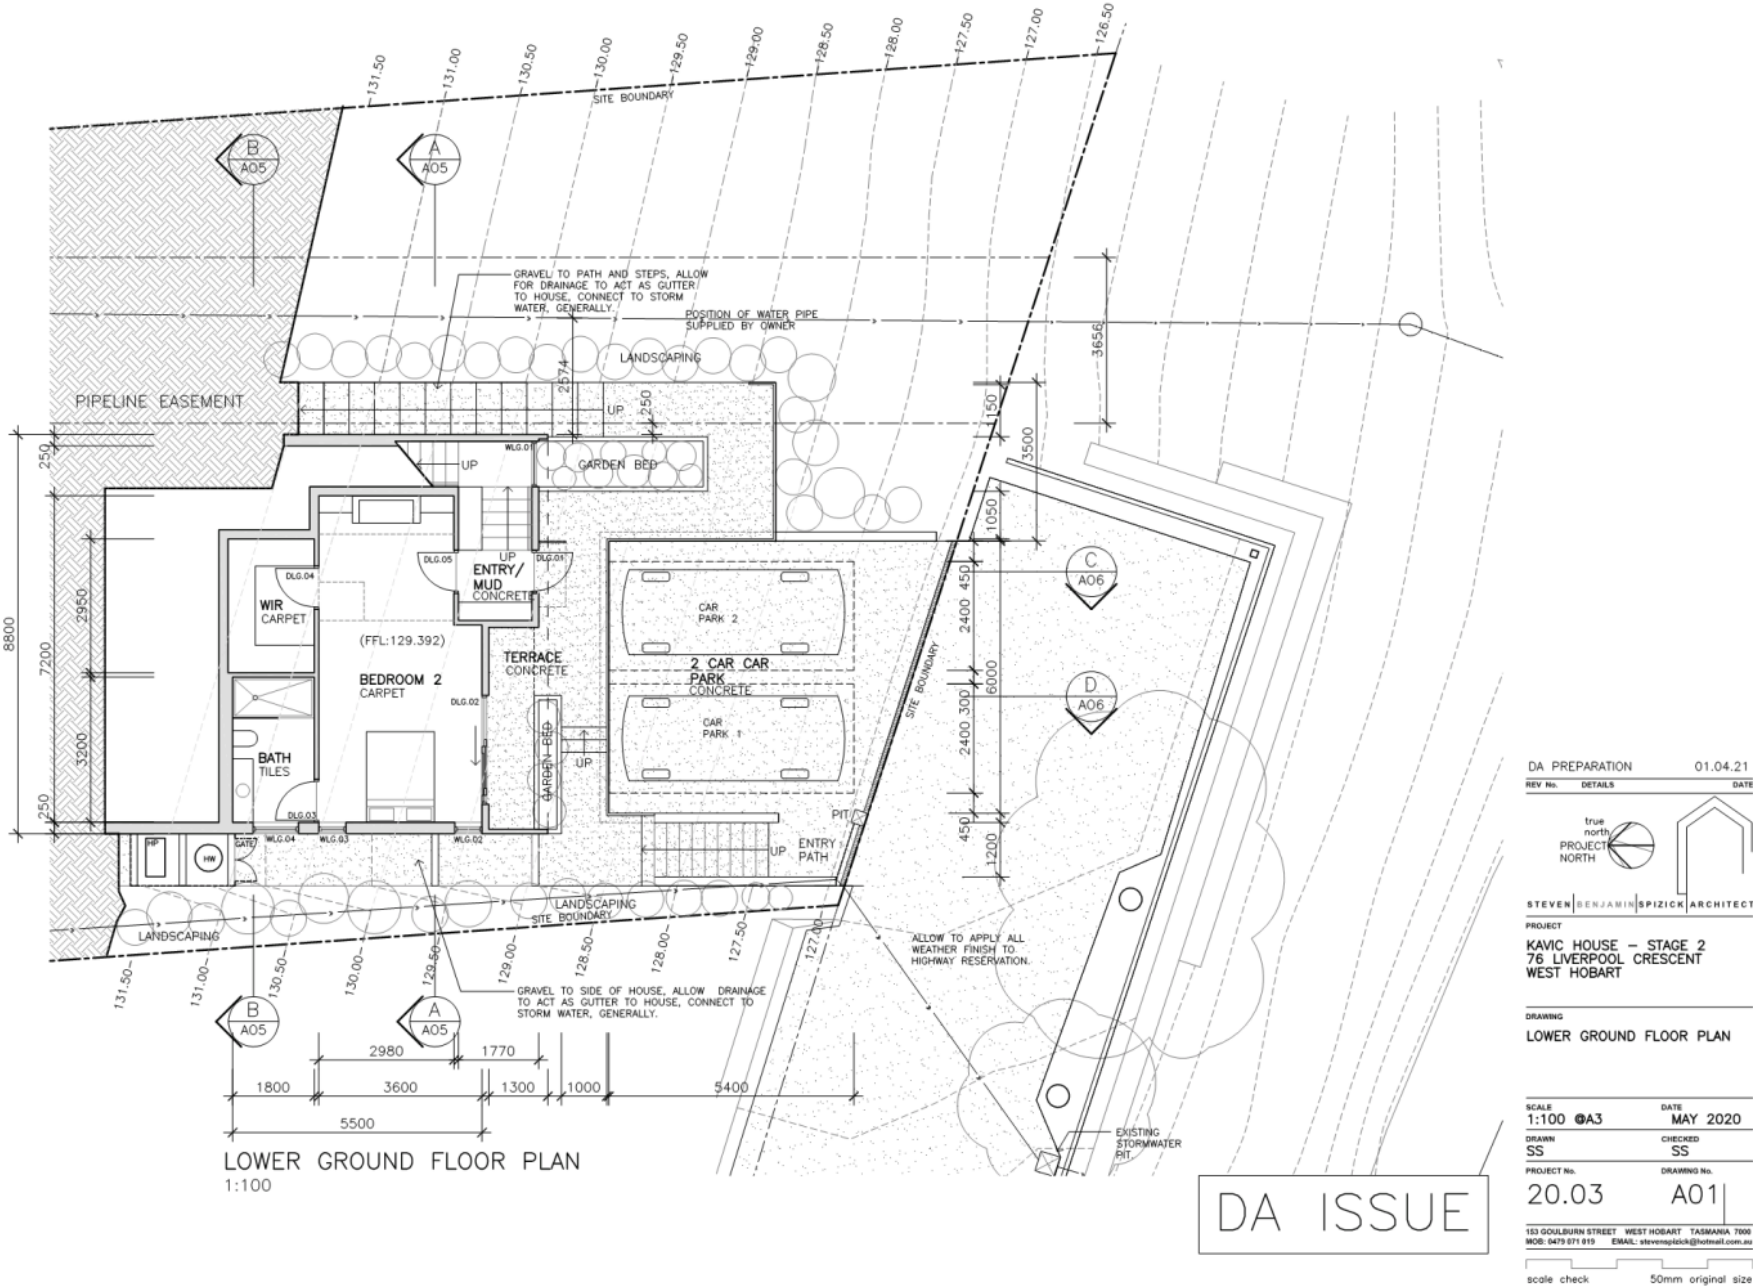 131.50
131.00
130.50
130.00
129.50
129.00
128.50
128.00
127.50
127.00
126.50
SITE BOUNDARY
B
A05
A
A05
GRAVEL TO PATH AND STEPS, ALLOW
FOR DRAINAGE TO ACT AS GUTTER
TO HOUSE, CONNECT TO STORM
WATER, GENERALLY.
POSITION OF WATER PIPE
SUPPLIED BY OWNER
LANDSCAPING
3656
2574
250
UP
PIPELINE EASEMENT
1150
3500
1050
WLG.01
UP
GARDEN BED
8800
250
7200
250
2950
3200
DLG.04
WIR
CARPET
DLG.05
UP
ENTRY/
MUD
CONCRETE
DLG.01
(FFL:129.392)
BEDROOM 2
CARPET
DLG.02
TERRACE
CONCRETE
GARDEN BED
UP
CAR
PARK 2
2 CAR CAR
PARK
CONCRETE
CAR
PARK 1
450
2400
300
2400
450
6000
1200
SITE BOUNDARY
C
A06
D
A06
BATH
TILES
DLG.03
WLG.04
WLG.03
WLG.02
HP
HW
GATE
PIT
UP
ENTRY
PATH
LANDSCAPING
SITE BOUNDARY
LANDSCAPING
131.50
131.00
130.50
130.00
129.50
129.00
128.50
128.00
127.50
127.00
ALLOW TO APPLY ALL
WEATHER FINISH TO
HIGHWAY RESERVATION.
GRAVEL TO SIDE OF HOUSE, ALLOW DRAINAGE
TO ACT AS GUTTER TO HOUSE, CONNECT TO
STORM WATER, GENERALLY.
B
A05
A
A05
2980
1770
1800
3600
1300
1000
5400
5500
EXISTING
STORMWATER
PIT.
LOWER GROUND FLOOR PLAN
1:100
DA ISSUE
DA PREPARATION 01.04.21
REV No. DETAILS DATE
true
north
PROJECT
NORTH
STEVEN BENJAMIN SPIZICK ARCHITECT
PROJECT
KAVIC HOUSE – STAGE 2
76 LIVERPOOL CRESCENT
WEST HOBART
DRAWING
LOWER GROUND FLOOR PLAN
SCALE DATE
1:100 @A3 MAY 2020
DRAWN CHECKED
SS SS
PROJECT No. DRAWING No.
20.03 A01
153 GOULBURN STREET WEST HOBART TASMANIA 7000
MOB: 0479 071 019 EMAIL: stevenspizick@hotmail.com.au
scale check 50mm original size